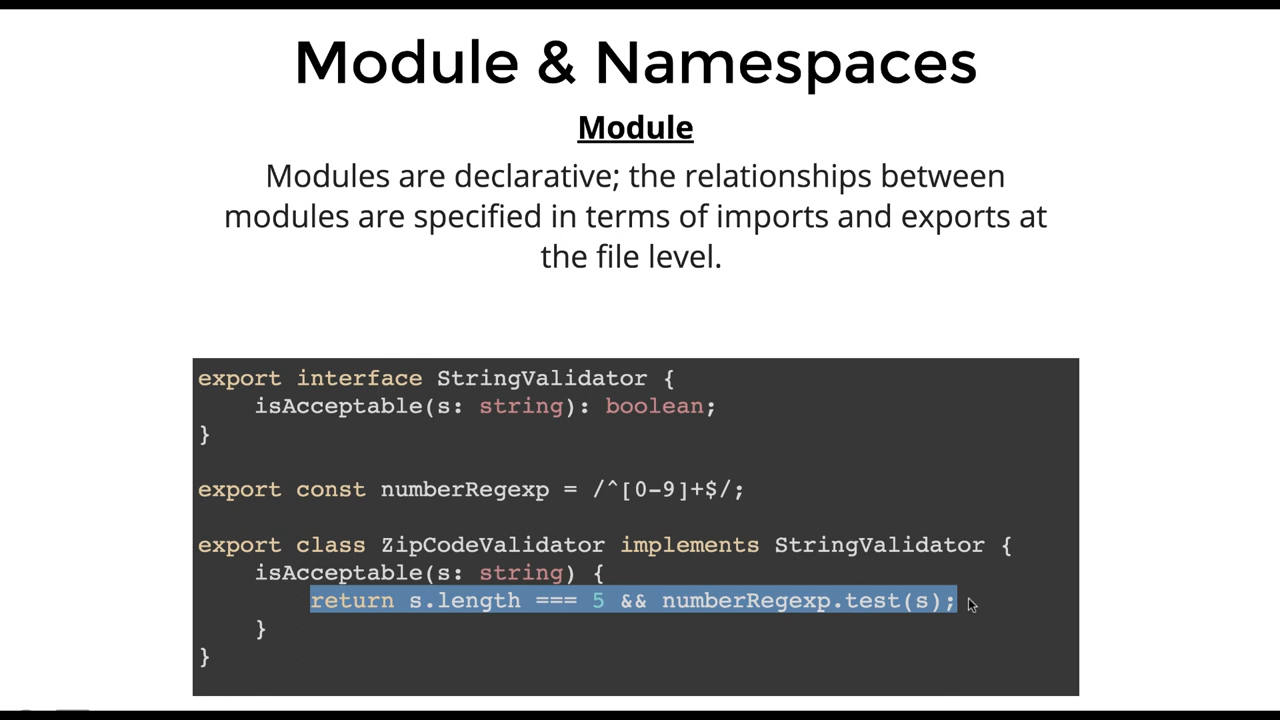 Module & Namespaces
Module
Modules are declarative; the relationships between
modules are specified in terms of imports and exports at
the file level.
export interface StringValidator {
    isAcceptable(s: string): boolean;
}
export const numberRegexp = /^[0-9]+$/;
export class ZipCodeValidator implements StringValidator {
    isAcceptable(s: string) {
        return s.length === 5 && numberRegexp.test(s);
    }
}